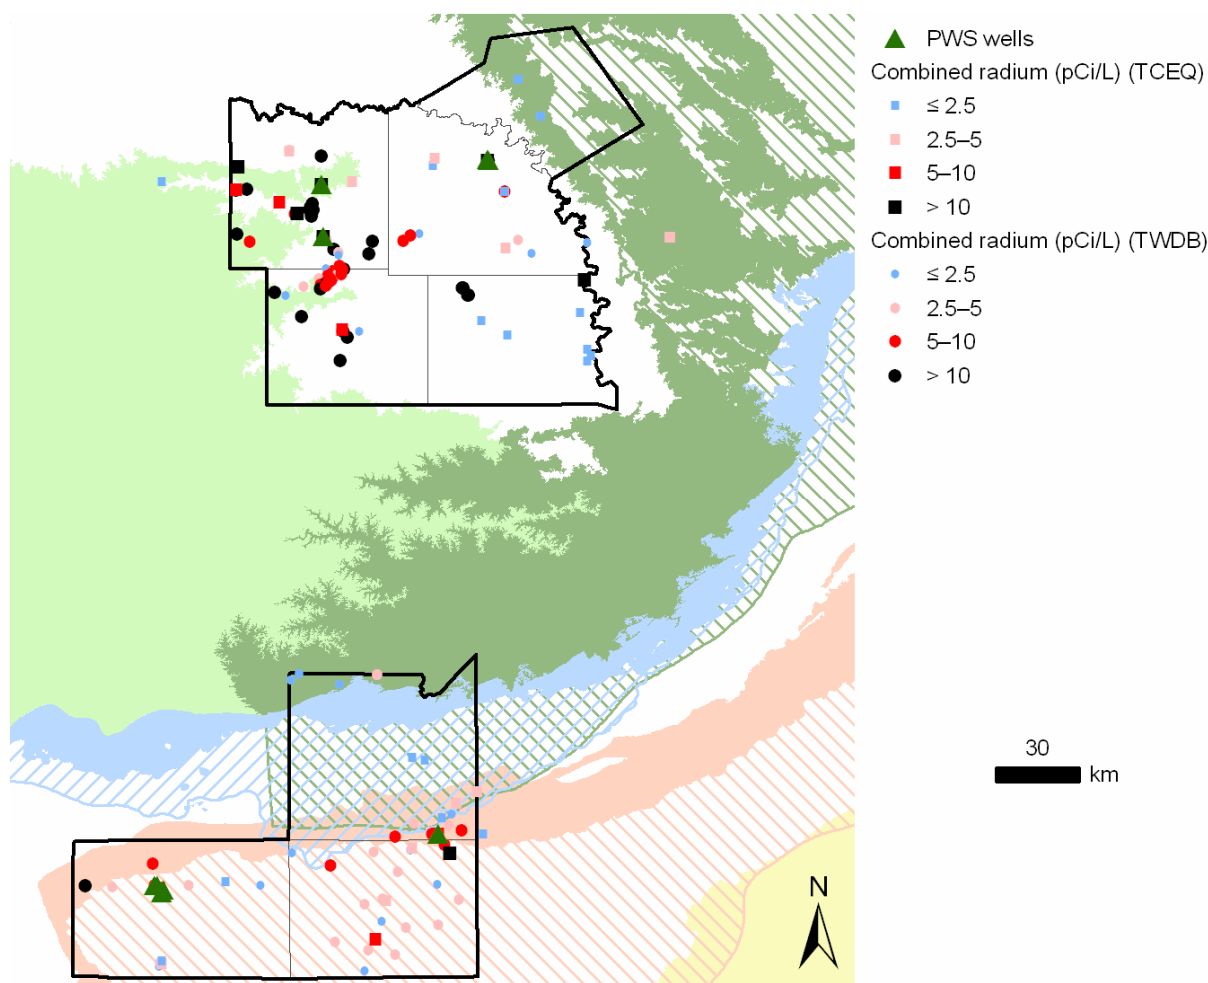 PWS wells
Combined radium (pCi/L) (TCEQ)
≤ 2.5
2.5–5
5–10
> 10
Combined radium (pCi/L) (TWDB)
≤ 2.5
2.5–5
5–10
> 10
30
km
N